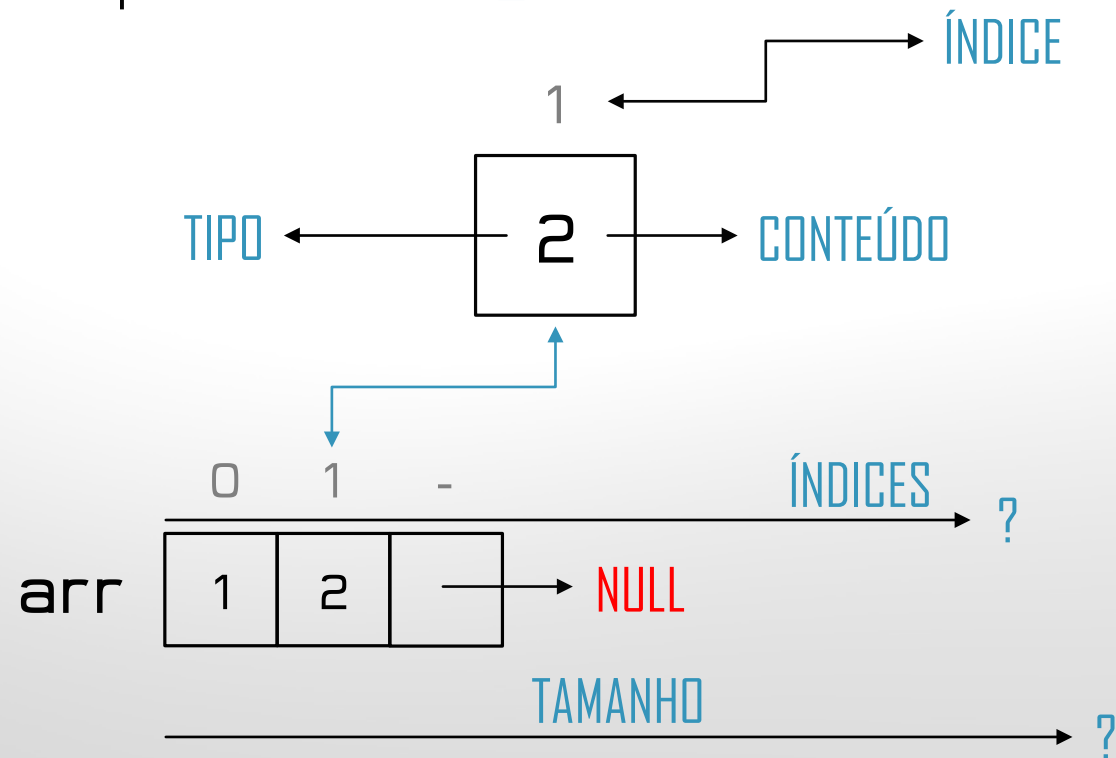 ÍNDICE
1
TIPO
2
CONTEÚDO
0 1 -
ÍNDICES
?
arr 1 2 NULL
TAMANHO
?